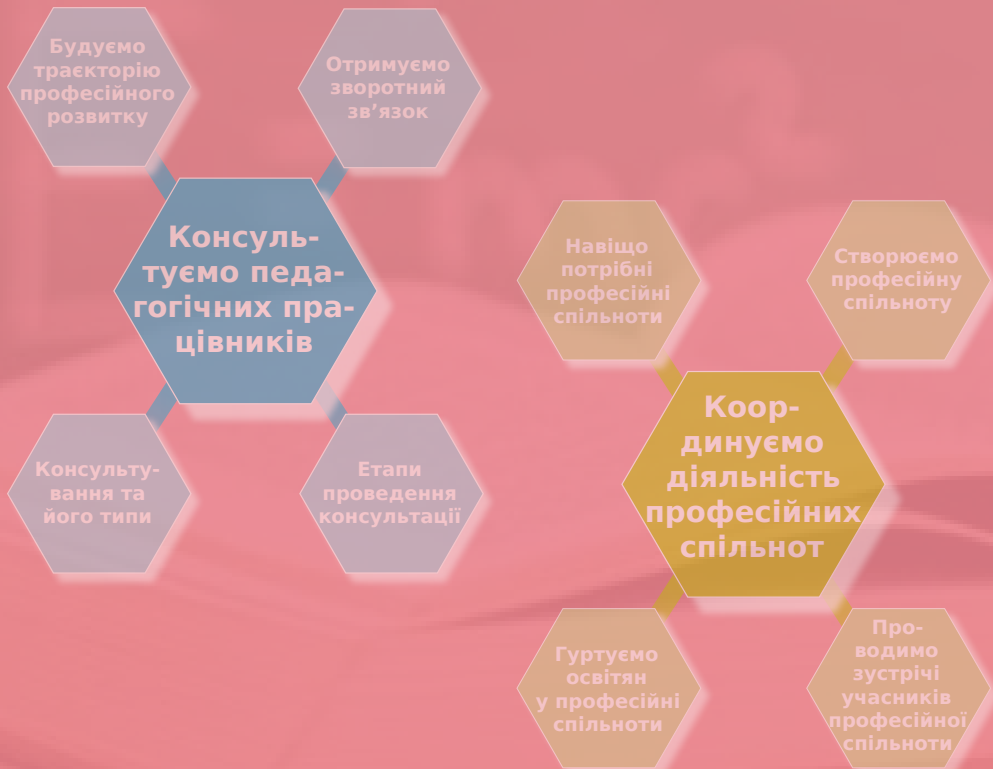 Будуємо
траєкторію
професійного
розвитку
Отримуємо
зворотний
зв’язок
Консуль-
туємо педа-
гогічних пра-
цівників
Консульту-
вання та
його типи
Етапи
проведення
консультації
Навіщо
потрібні
професійні
спільноти
Створюємо
професійну
спільноту
Коор-
динуємо
діяльність
професійних
спільнот
Гуртуємо
освітян
у професійні
спільноти
Про-
водимо
зустрічі
учасників
професійної
спільноти